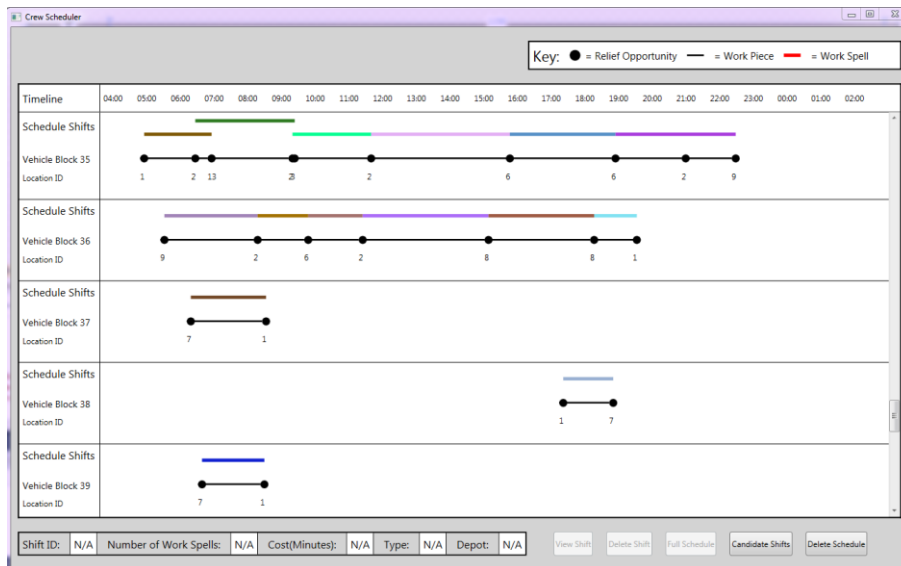 Crew Scheduler
Key: = Relief Opportunity = Work Piece = Work Spell
Timeline 04:00 05:00 06:00 07:00 08:00 09:00 10:00 11:00 12:00 13:00 14:00 15:00 16:00 17:00 18:00 19:00 20:00 21:00 22:00 23:00 00:00 01:00 02:00
Schedule Shifts
Vehicle Block 35
Location ID 1 2 13 2 6 6 2 9
Schedule Shifts
Vehicle Block 36
Location ID 9 2 6 2 8 8 1
Schedule Shifts
Vehicle Block 37
Location ID 7 1
Schedule Shifts
Vehicle Block 38
Location ID 1 7
Schedule Shifts
Vehicle Block 39
Location ID 7 1
Shift ID: N/A Number of Work Spells: N/A Cost(Minutes): N/A Type: N/A Depot: N/A View Shift Delete Shift Full Schedule Candidate Shifts Delete Schedule